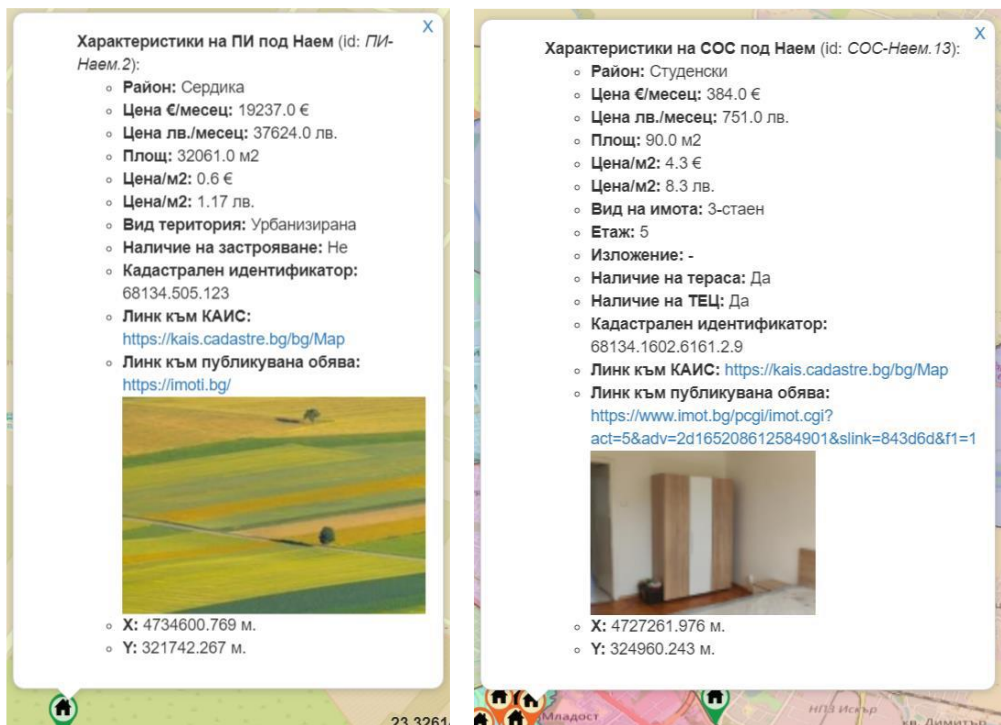 X
Характеристики на ПИ под Наем (id: ПИ-
Наем.2):
Район: Сердика
Цена €/месец: 19237.0 €
Цена лв./месец: 37624.0 лв.
Площ: 32061.0 м2
Цена/м2: 0.6 €
Цена/м2: 1.17 лв.
Вид територия: Урбанизирана
Наличие на застрояване: Не
Кадастрален идентификатор:
68134.505.123
Линк към КАИС:
https://kais.cadastre.bg/bg/Map
Линк към публикувана обява:
https://imoti.bg/
X: 4734600.769 м.
Y: 321742.267 м.
X
Характеристики на СОС под Наем (id: СОС-Наем.13):
Район: Студенски
Цена €/месец: 384.0 €
Цена лв./месец: 751.0 лв.
Площ: 90.0 м2
Цена/м2: 4.3 €
Цена/м2: 8.3 лв.
Вид на имота: 3-стаен
Етаж: 5
Изложение: -
Наличие на тераса: Да
Наличие на ТЕЦ: Да
Кадастрален идентификатор:
68134.1602.6161.2.9
Линк към КАИС: https://kais.cadastre.bg/bg/Map
Линк към публикувана обява:
https://www.imot.bg/pcgi/imot.cgi?
act=5&adv=2d165208612584901&slink=843d6d&f1=1
X: 4727261.976 м.
Y: 324960.243 м.
Младост
НПЗ Искър
кв. Димитър